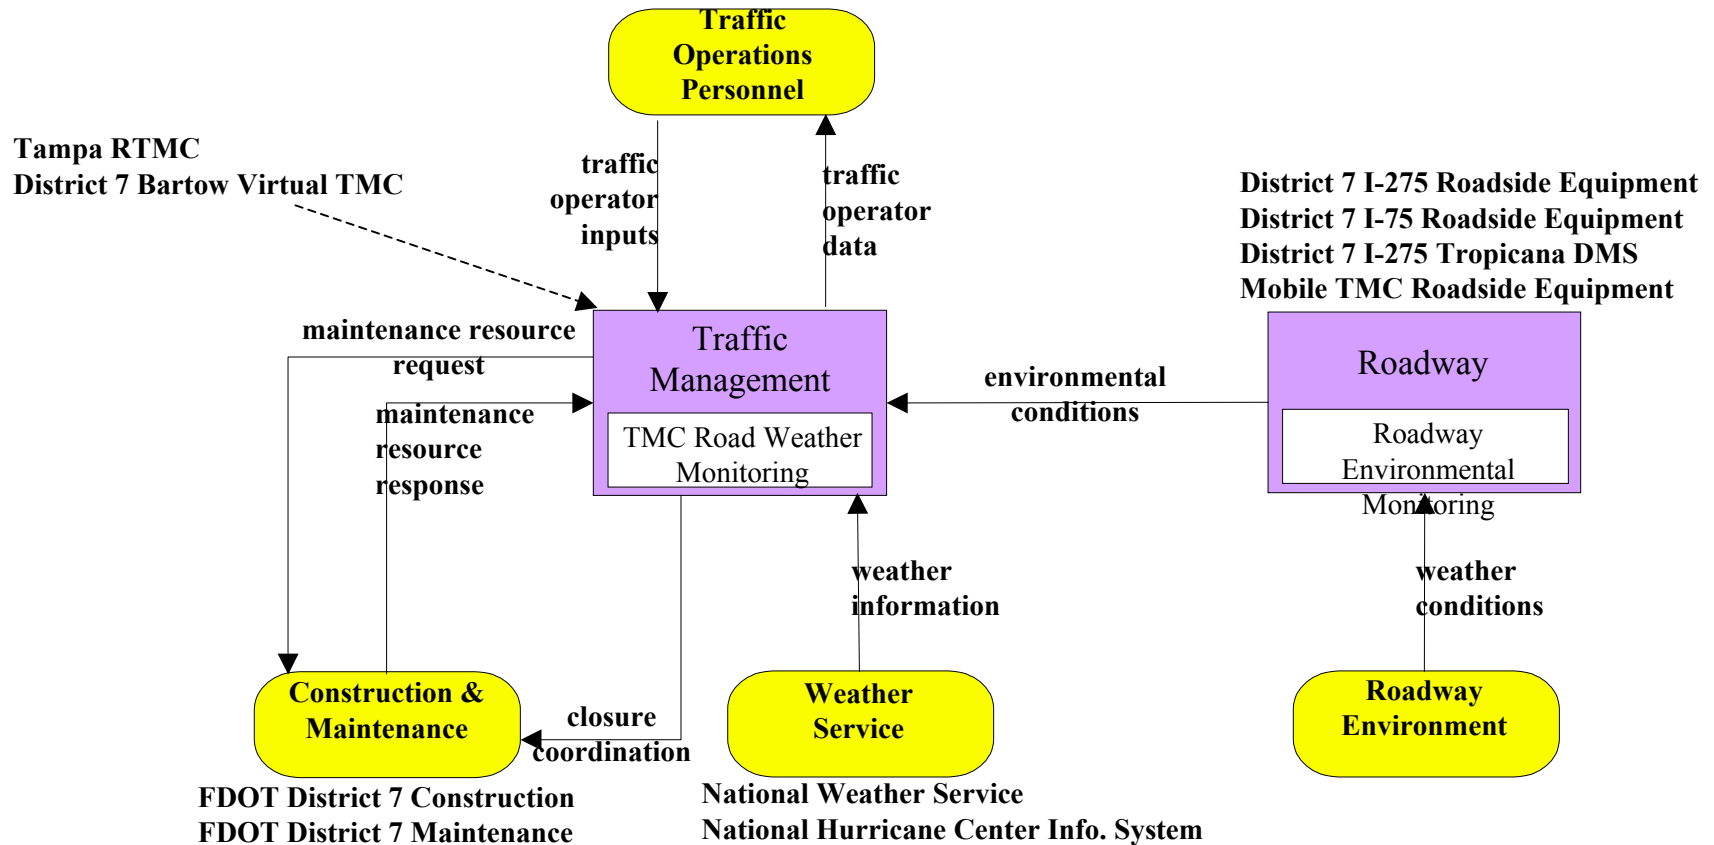 Traffic
Operations
Personnel
Tampa RTMC
District 7 Bartow Virtual TMC
traffic
operator
inputs
traffic
operator
data
District 7 I-275 Roadside Equipment
District 7 I-75 Roadside Equipment
District 7 I-275 Tropicana DMS
Mobile TMC Roadside Equipment
maintenance resource
request
maintenance
resource
response
Traffic
Management
TMC Road Weather
Monitoring
environmental
conditions
Roadway
Roadway
Environmental
Monitoring
weather
information
weather
conditions
Construction &
Maintenance
closure
coordination
Weather
Service
Roadway
Environment
FDOT District 7 Construction
FDOT District 7 Maintenance
National Weather Service
National Hurricane Center Info. System